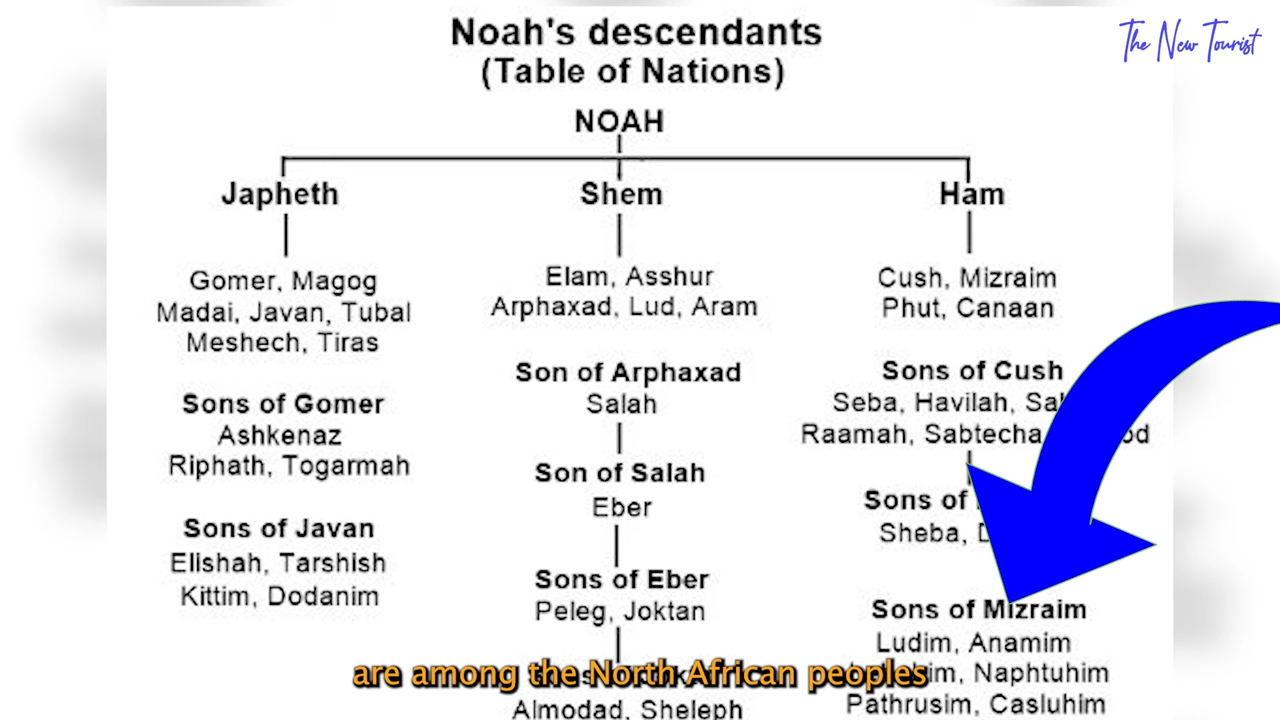 The New Tourist
Noah's descendants
(Table of Nations)
NOAH
Japheth
Gomer, Magog
Madai, Javan, Tubal
Meshech, Tiras
Sons of Gomer
Ashkenaz
Riphath, Togarmah
Sons of Javan
Elishah, Tarshish
Kittim, Dodanim
Shem
Elam, Asshur
Arphaxad, Lud, Aram
Son of Arphaxad
Salah
Son of Salah
Eber
Sons of Eber
Peleg, Joktan
Almodad, Sheleph
Ham
Cush, Mizraim
Phut, Canaan
Sons of Cush
Seba, Havilah,
Raamah, Sabtecha
Sons of
Sheba,
Sons of Mizraim
Ludim, Anamim
Naphtuhim
Pathrusim, Casluhim
are among the North African peoples